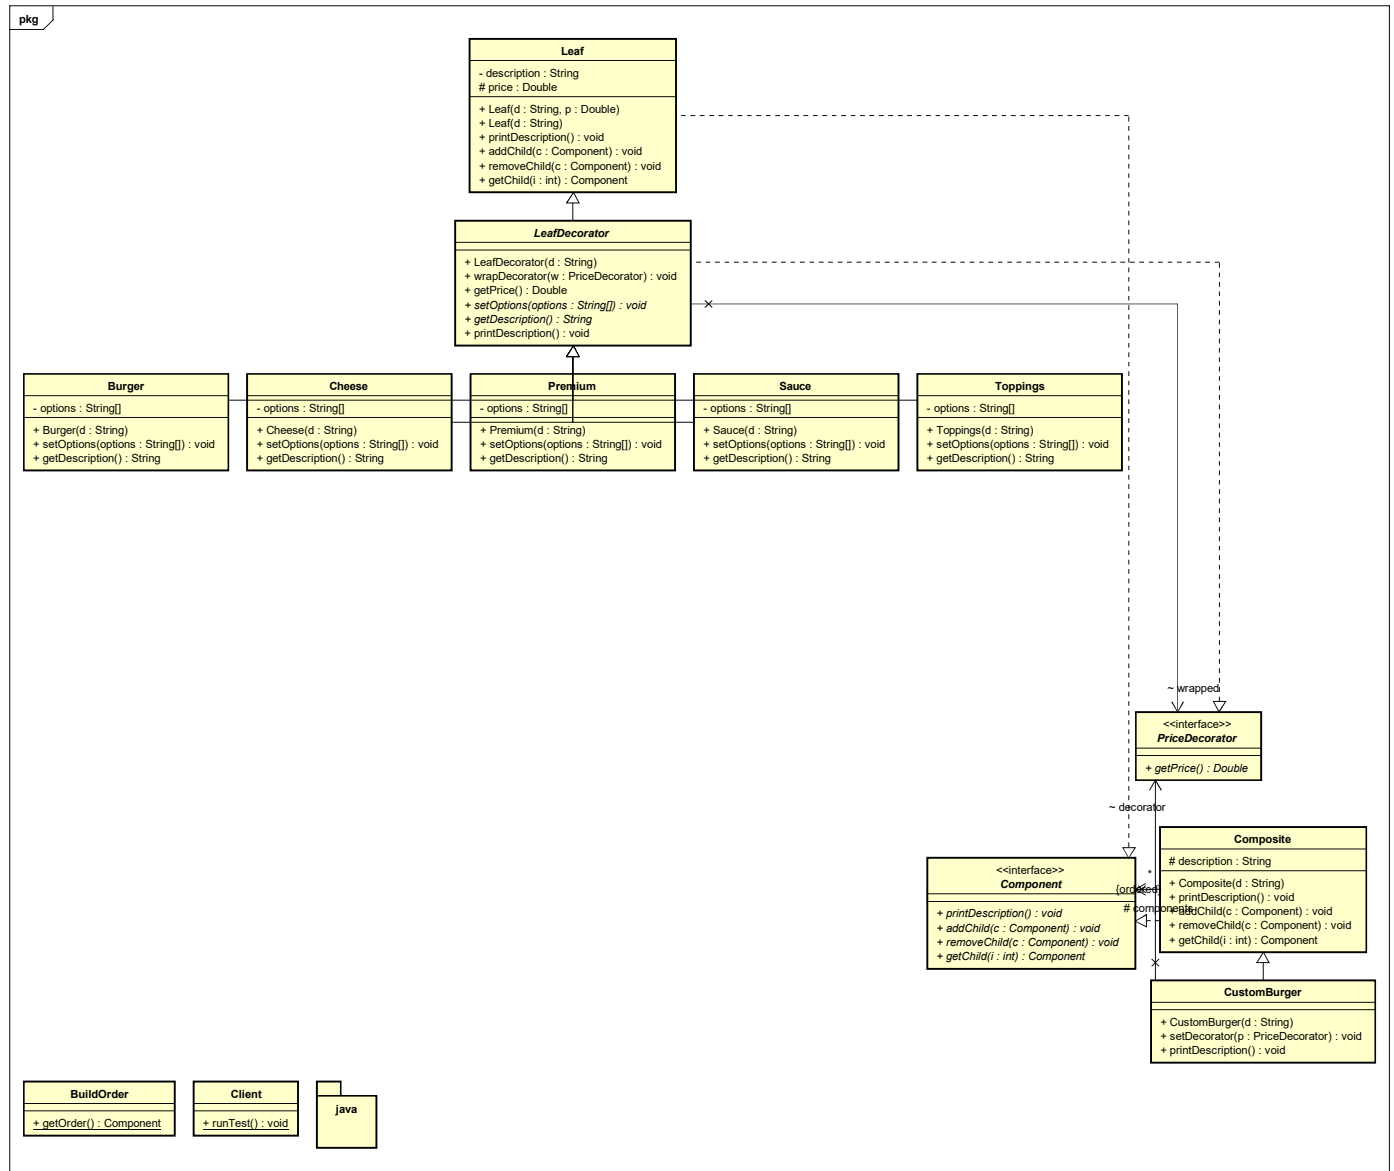 pkg
Leaf
- description : String
# price : Double
+ Leaf(d : String, p : Double)
+ Leaf(d : String)
+ printDescription() : void
+ addChild(c : Component) : void
+ removeChild(c : Component) : void
+ getChild(i : int) : Component
LeafDecorator
+ LeafDecorator(d : String)
+ wrapDecorator(w : PriceDecorator) : void
+ getPrice() : Double
+ setOptions(options : String[]) : void
+ getDescription() : String
+ printDescription() : void
Burger
- options : String[]
+ Burger(d : String)
+ setOptions(options : String[]) : void
+ getDescription() : String
Cheese
- options : String[]
+ Cheese(d : String)
+ setOptions(options : String[]) : void
+ getDescription() : String
Premium
- options : String[]
+ Premium(d : String)
+ setOptions(options : String[]) : void
+ getDescription() : String
Sauce
- options : String[]
+ Sauce(d : String)
+ setOptions(options : String[]) : void
+ getDescription() : String
Toppings
- options : String[]
+ Toppings(d : String)
+ setOptions(options : String[]) : void
+ getDescription() : String
~ wrapped
<<interface>>
PriceDecorator
+ getPrice() : Double
~ decorator
<<interface>>
Component
+ printDescription() : void
+ addChild(c : Component) : void
+ removeChild(c : Component) : void
+ getChild(i : int) : Component
*
{ordered}
# components
Composite
# description : String
+ Composite(d : String)
+ printDescription() : void
+ addChild(c : Component) : void
+ removeChild(c : Component) : void
+ getChild(i : int) : Component
CustomBurger
+ CustomBurger(d : String)
+ setDecorator(p : PriceDecorator) : void
+ printDescription() : void
BuildOrder
+ getOrder() : Component
Client
+ runTest() : void
java